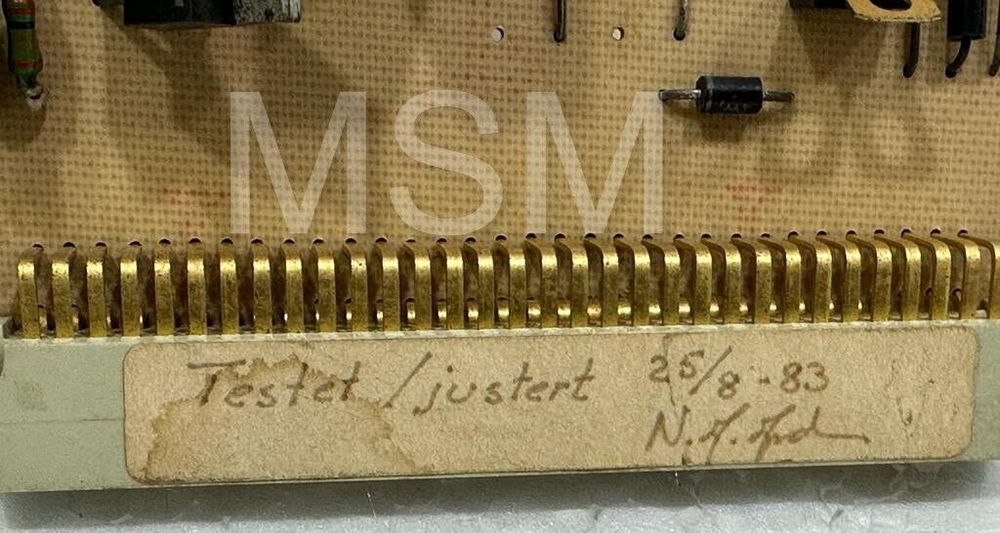 MSM
Testet / justert 25/8 - 83